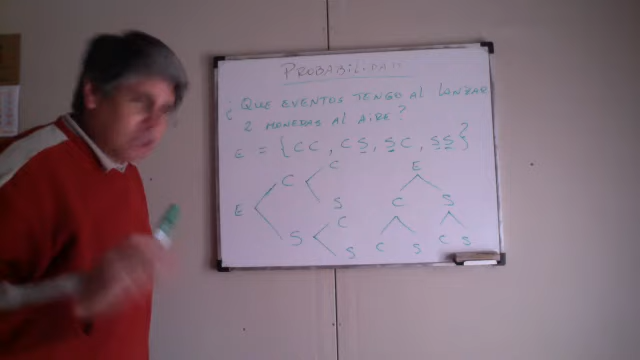 PROBABILIDAD
¿ QUE EVENTOS TENGO AL LANZAR
2 MONEDAS AL AIRE ?
E = { CC, CS, SC, SS }
C
C
E
S
C
S
E
C
S
S
C
S
C
S